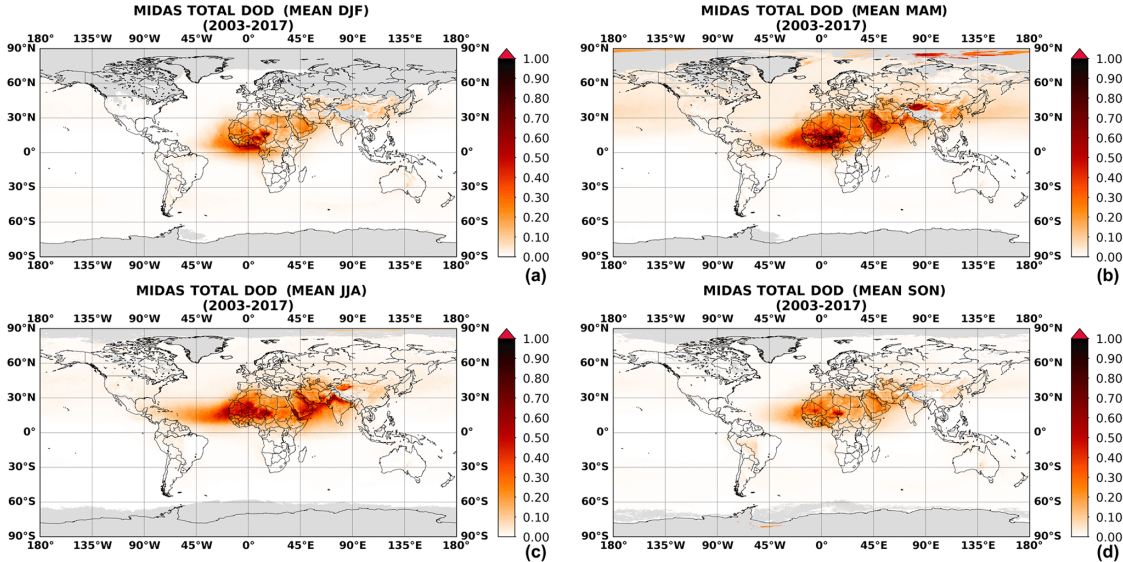 MIDAS TOTAL DOD (MEAN DJF)
(2003-2017)
180° 135°W 90°W 45°W 0° 45°E 90°E 135°E 180°
90°N 90°N
60°N 60°N
30°N 30°N
0° 0°
30°S 30°S
60°S 60°S
90°S 90°S
180° 135°W 90°W 45°W 0° 45°E 90°E 135°E 180°
1.00
0.90
0.80
0.70
0.60
0.50
0.40
0.30
0.20
0.10
0.00
(a)
MIDAS TOTAL DOD (MEAN MAM)
(2003-2017)
180° 135°W 90°W 45°W 0° 45°E 90°E 135°E 180°
90°N 90°N
60°N 60°N
30°N 30°N
0° 0°
30°S 30°S
60°S 60°S
90°S 90°S
180° 135°W 90°W 45°W 0° 45°E 90°E 135°E 180°
1.00
0.90
0.80
0.70
0.60
0.50
0.40
0.30
0.20
0.10
0.00
(b)
MIDAS TOTAL DOD (MEAN JJA)
(2003-2017)
180° 135°W 90°W 45°W 0° 45°E 90°E 135°E 180°
90°N 90°N
60°N 60°N
30°N 30°N
0° 0°
30°S 30°S
60°S 60°S
90°S 90°S
180° 135°W 90°W 45°W 0° 45°E 90°E 135°E 180°
1.00
0.90
0.80
0.70
0.60
0.50
0.40
0.30
0.20
0.10
0.00
(c)
MIDAS TOTAL DOD (MEAN SON)
(2003-2017)
180° 135°W 90°W 45°W 0° 45°E 90°E 135°E 180°
90°N 90°N
60°N 60°N
30°N 30°N
0° 0°
30°S 30°S
60°S 60°S
90°S 90°S
180° 135°W 90°W 45°W 0° 45°E 90°E 135°E 180°
1.00
0.90
0.80
0.70
0.60
0.50
0.40
0.30
0.20
0.10
0.00
(d)